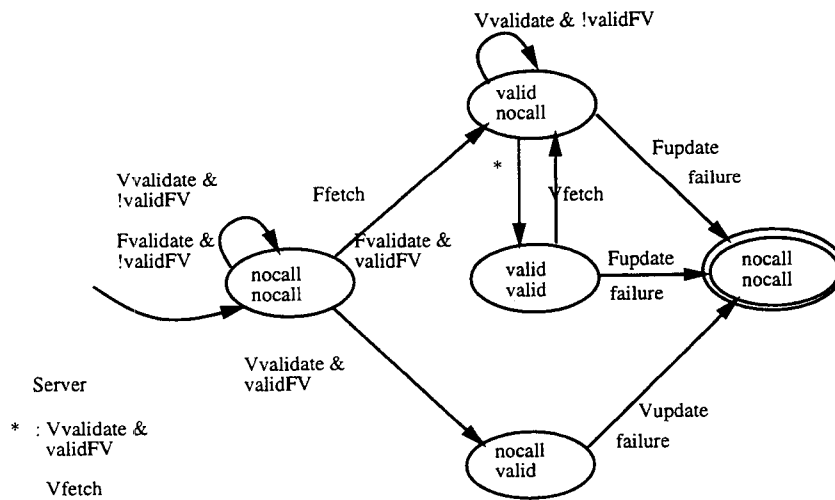 Vvalidate & !validFV
valid
nocall
Fupdate
failure
*
Vfetch
Vvalidate &
!validFV
Ffetch
Fvalidate &
!validFV
Fvalidate &
validFV
nocall
nocall
valid
valid
Fupdate
failure
nocall
nocall
Vvalidate &
validFV
Server
* : Vvalidate &
validFV
Vfetch
nocall
valid
Vupdate
failure